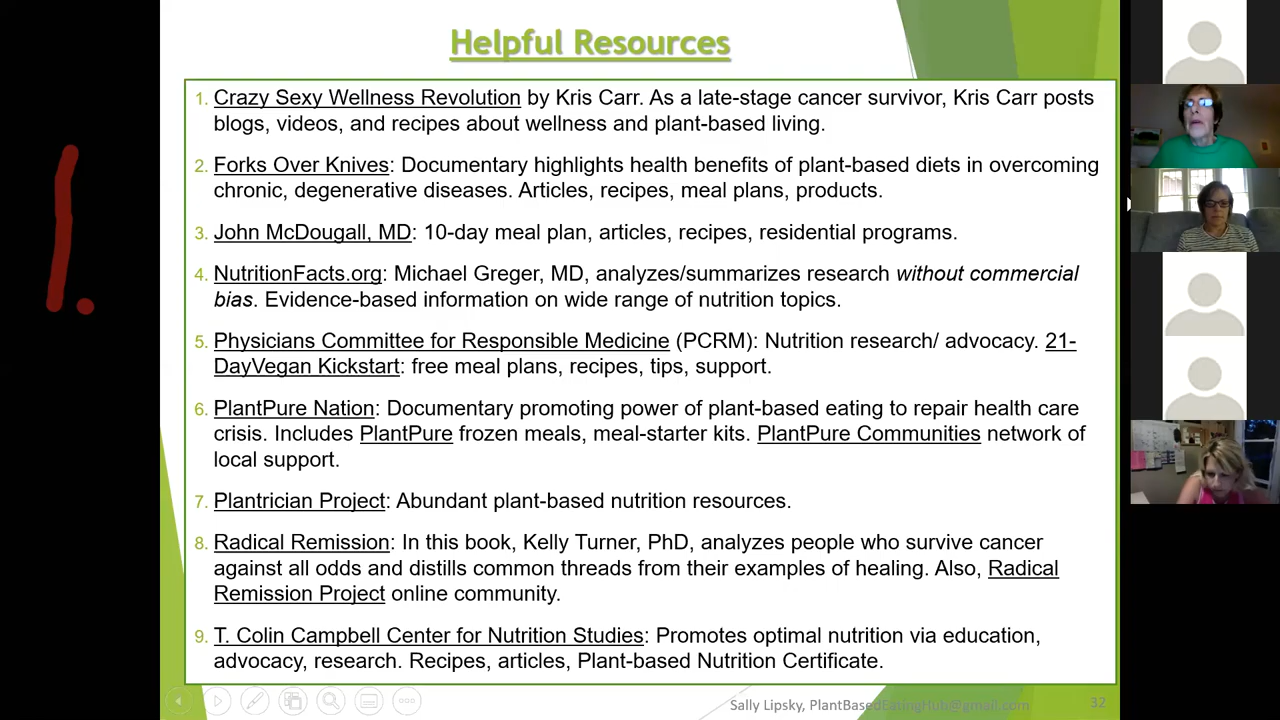 Helpful Resources
1. Crazy Sexy Wellness Revolution by Kris Carr. As a late-stage cancer survivor, Kris Carr posts
blogs, videos, and recipes about wellness and plant-based living.
2. Forks Over Knives: Documentary highlights health benefits of plant-based diets in overcoming
chronic, degenerative diseases. Articles, recipes, meal plans, products.
3. John McDougall, MD: 10-day meal plan, articles, recipes, residential programs.
4. NutritionFacts.org: Michael Greger, MD, analyzes/summarizes research without commercial
bias. Evidence-based information on wide range of nutrition topics.
5. Physicians Committee for Responsible Medicine (PCRM): Nutrition research/ advocacy. 21-
DayVegan Kickstart: free meal plans, recipes, tips, support.
6. PlantPure Nation: Documentary promoting power of plant-based eating to repair health care
crisis. Includes PlantPure frozen meals, meal-starter kits. PlantPure Communities network of
local support.
7. Plantrician Project: Abundant plant-based nutrition resources.
8. Radical Remission: In this book, Kelly Turner, PhD, analyzes people who survive cancer
against all odds and distills common threads from their examples of healing. Also, Radical
Remission Project online community.
9. T. Colin Campbell Center for Nutrition Studies: Promotes optimal nutrition via education,
advocacy, research. Recipes, articles, Plant-based Nutrition Certificate.
Sally Lipsky, PlantBasedEatingHub@gmail.com 32
1.